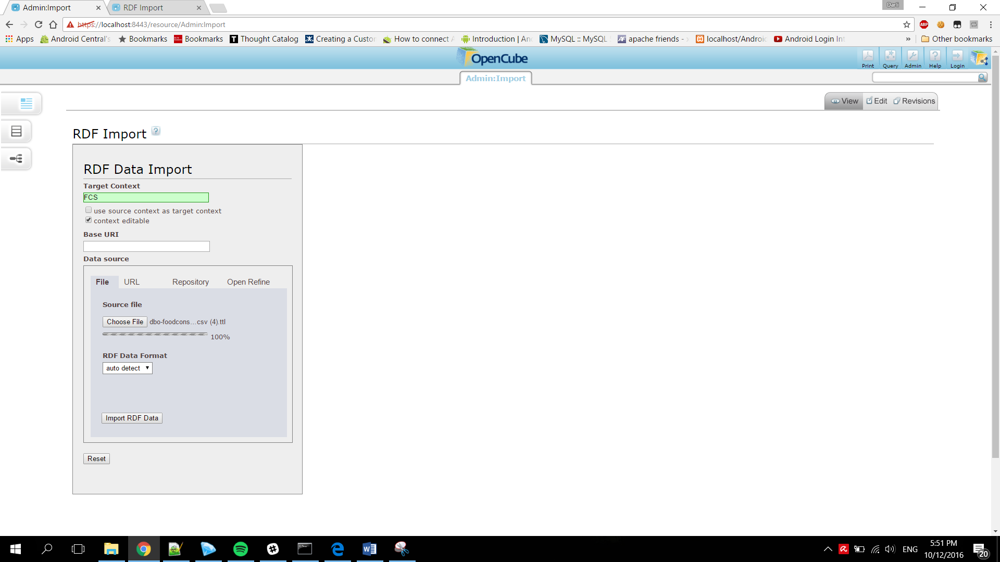 Admin:Import
RDF Import
Darli
https://localhost:8443/resource/Admin:Import
ABP
Apps
Android Central's
Bookmarks
Bookmarks
Thought Catalog
Creating a Custor
How to connect
Introduction | An
MySQL :: MySQL
apache friends -
localhost/Androic
Android Login Int
»
Other bookmarks
OpenCube
Print
Query
Admin
Help
Login
Admin:Import
View
Edit
Revisions
RDF Import
RDF Data Import
Target Context
FCS
use source context as target context
context editable
Base URI
Data source
File
URL
Repository
Open Refine
Source file
Choose File dbo-foodcons...csv (4).ttl
100%
RDF Data Format
auto detect
Import RDF Data
Reset
ENG
5:51 PM
10/12/2016
20